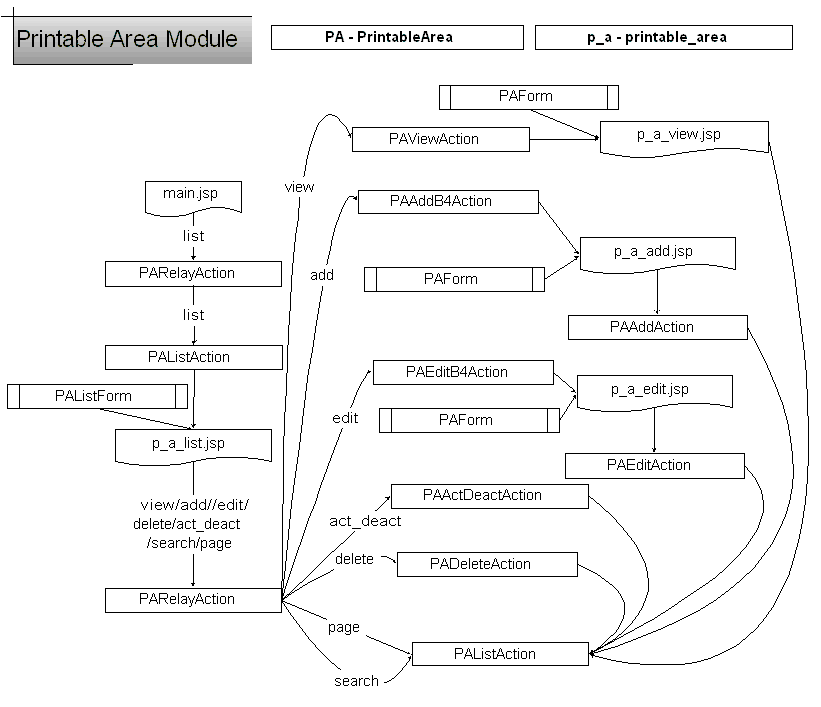 Printable Area Module
PA - PrintableArea
p_a - printable_area
PAForm
PAViewAction
p_a_view.jsp
view
main.jsp
list
PARelayAction
list
PAListAction
PAListForm
p_a_list.jsp
view/add//edit/
delete/act_deact
/search/page
PARelayAction
add
PAAddB4Action
PAForm
p_a_add.jsp
PAAddAction
edit
PAEditB4Action
PAForm
p_a_edit.jsp
PAEditAction
act_deact
PAActDeactAction
delete
PADeleteAction
page
PAListAction
search